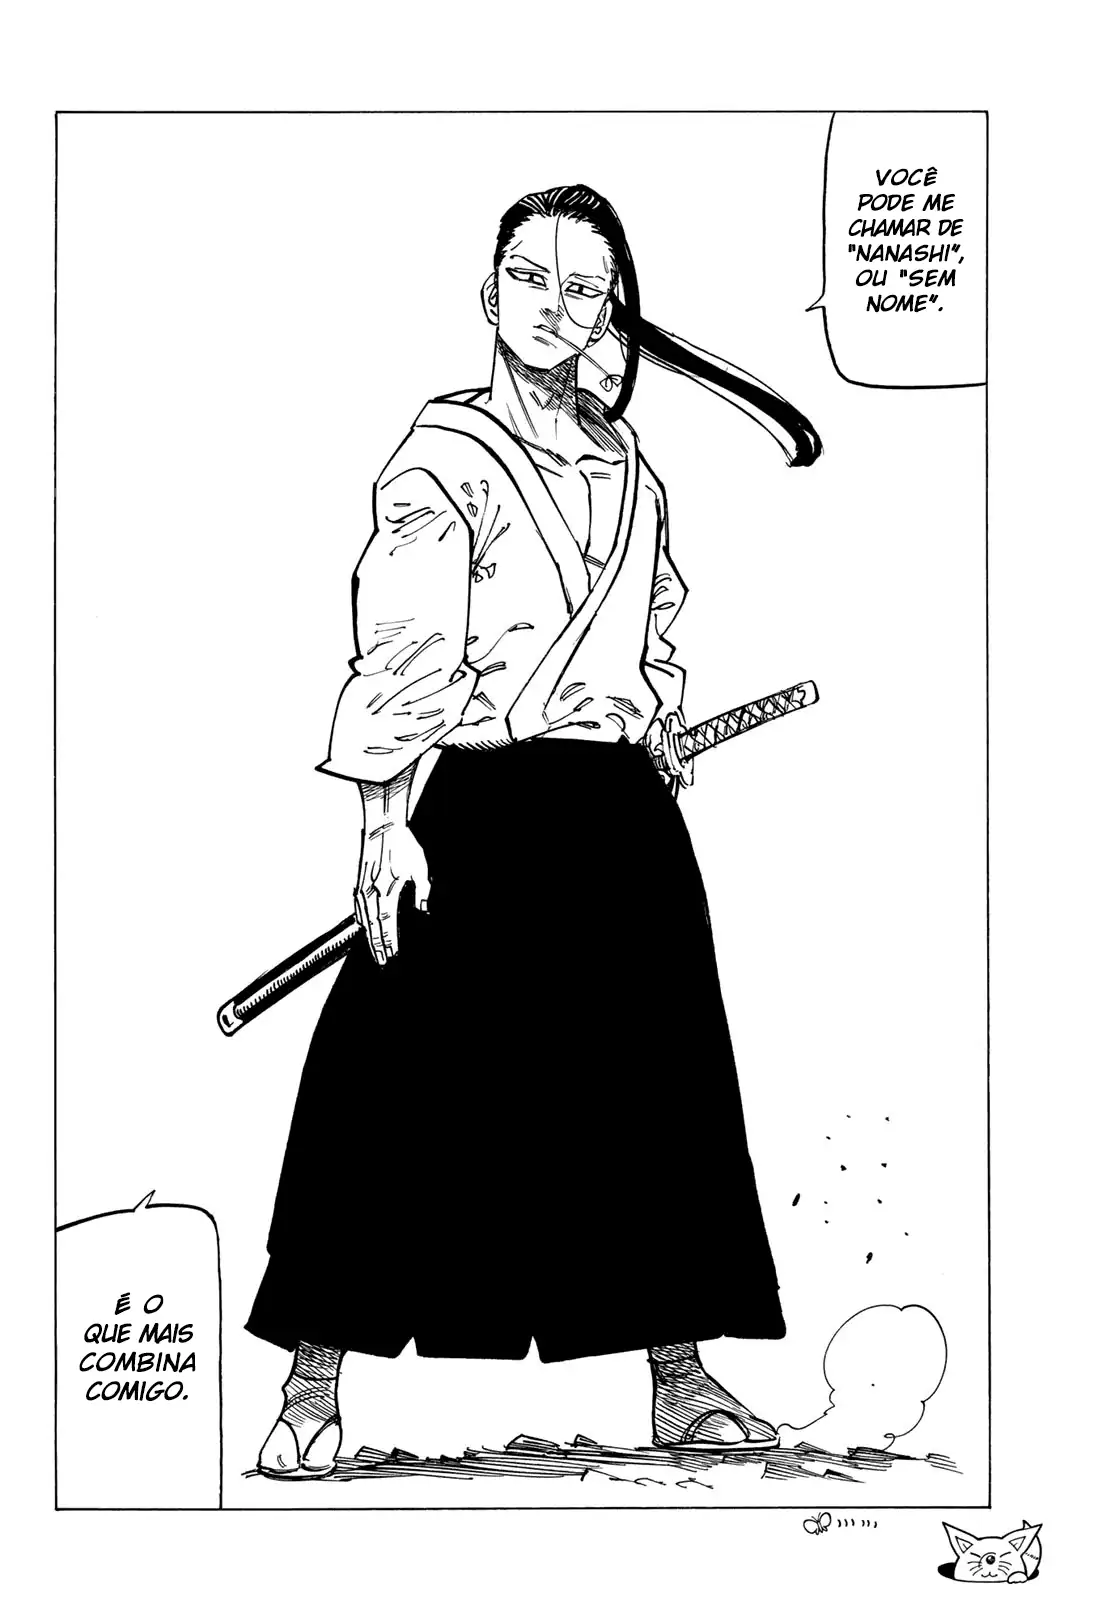 VOCÊ
PODE ME
CHAMAR DE
"NANASHI",
OU "SEM
NOME".
É O
QUE MAIS
COMBINA
COMIGO.